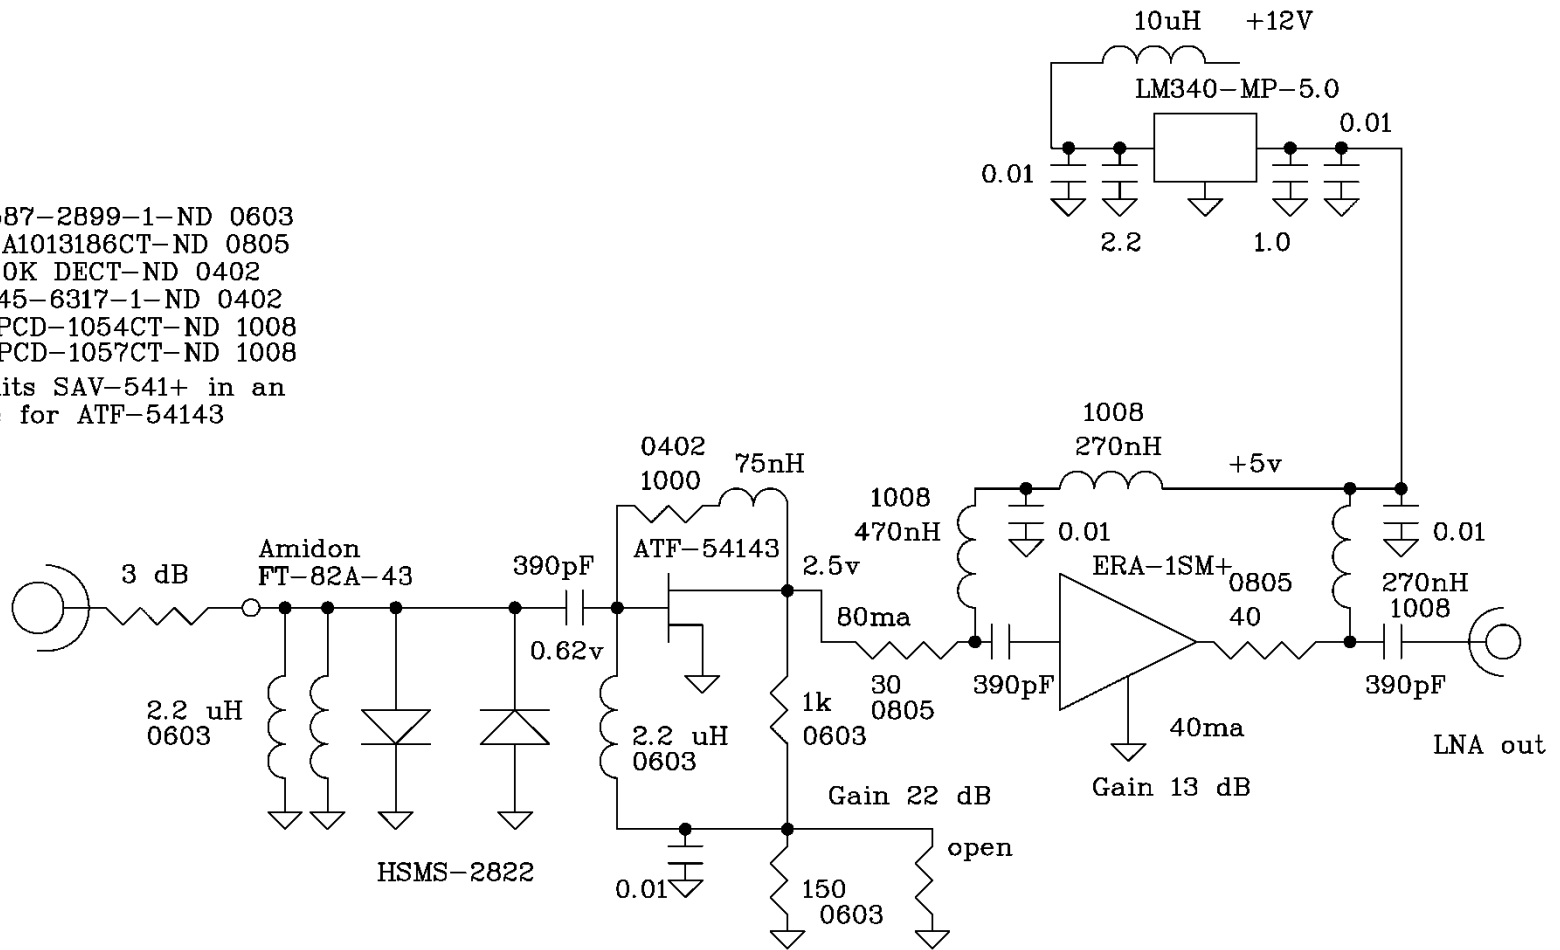 10uH +12V
LM340-MP-5.0
0.01
0.01
2.2
1.0
87-2899-1-ND 0603
A1013186CT-ND 0805
0K DECT-ND 0402
45-6317-1-ND 0402
PCD-1054CT-ND 1008
PCD-1057CT-ND 1008
its SAV-541+ in an
for ATF-54143
1008
270nH
+5v
0402
1000
75nH
1008
470nH
0.01
0.01
ATF-54143
2.5v
ERA-1SM+
0805
40
270nH
1008
Amidon
FT-82A-43
3 dB
390pF
0.62v
80ma
30
0805
390pF
390pF
2.2 uH
0603
2.2 uH
0603
1k
0603
40ma
LNA out
Gain 22 dB
Gain 13 dB
open
HSMS-2822
0.01
150
0603